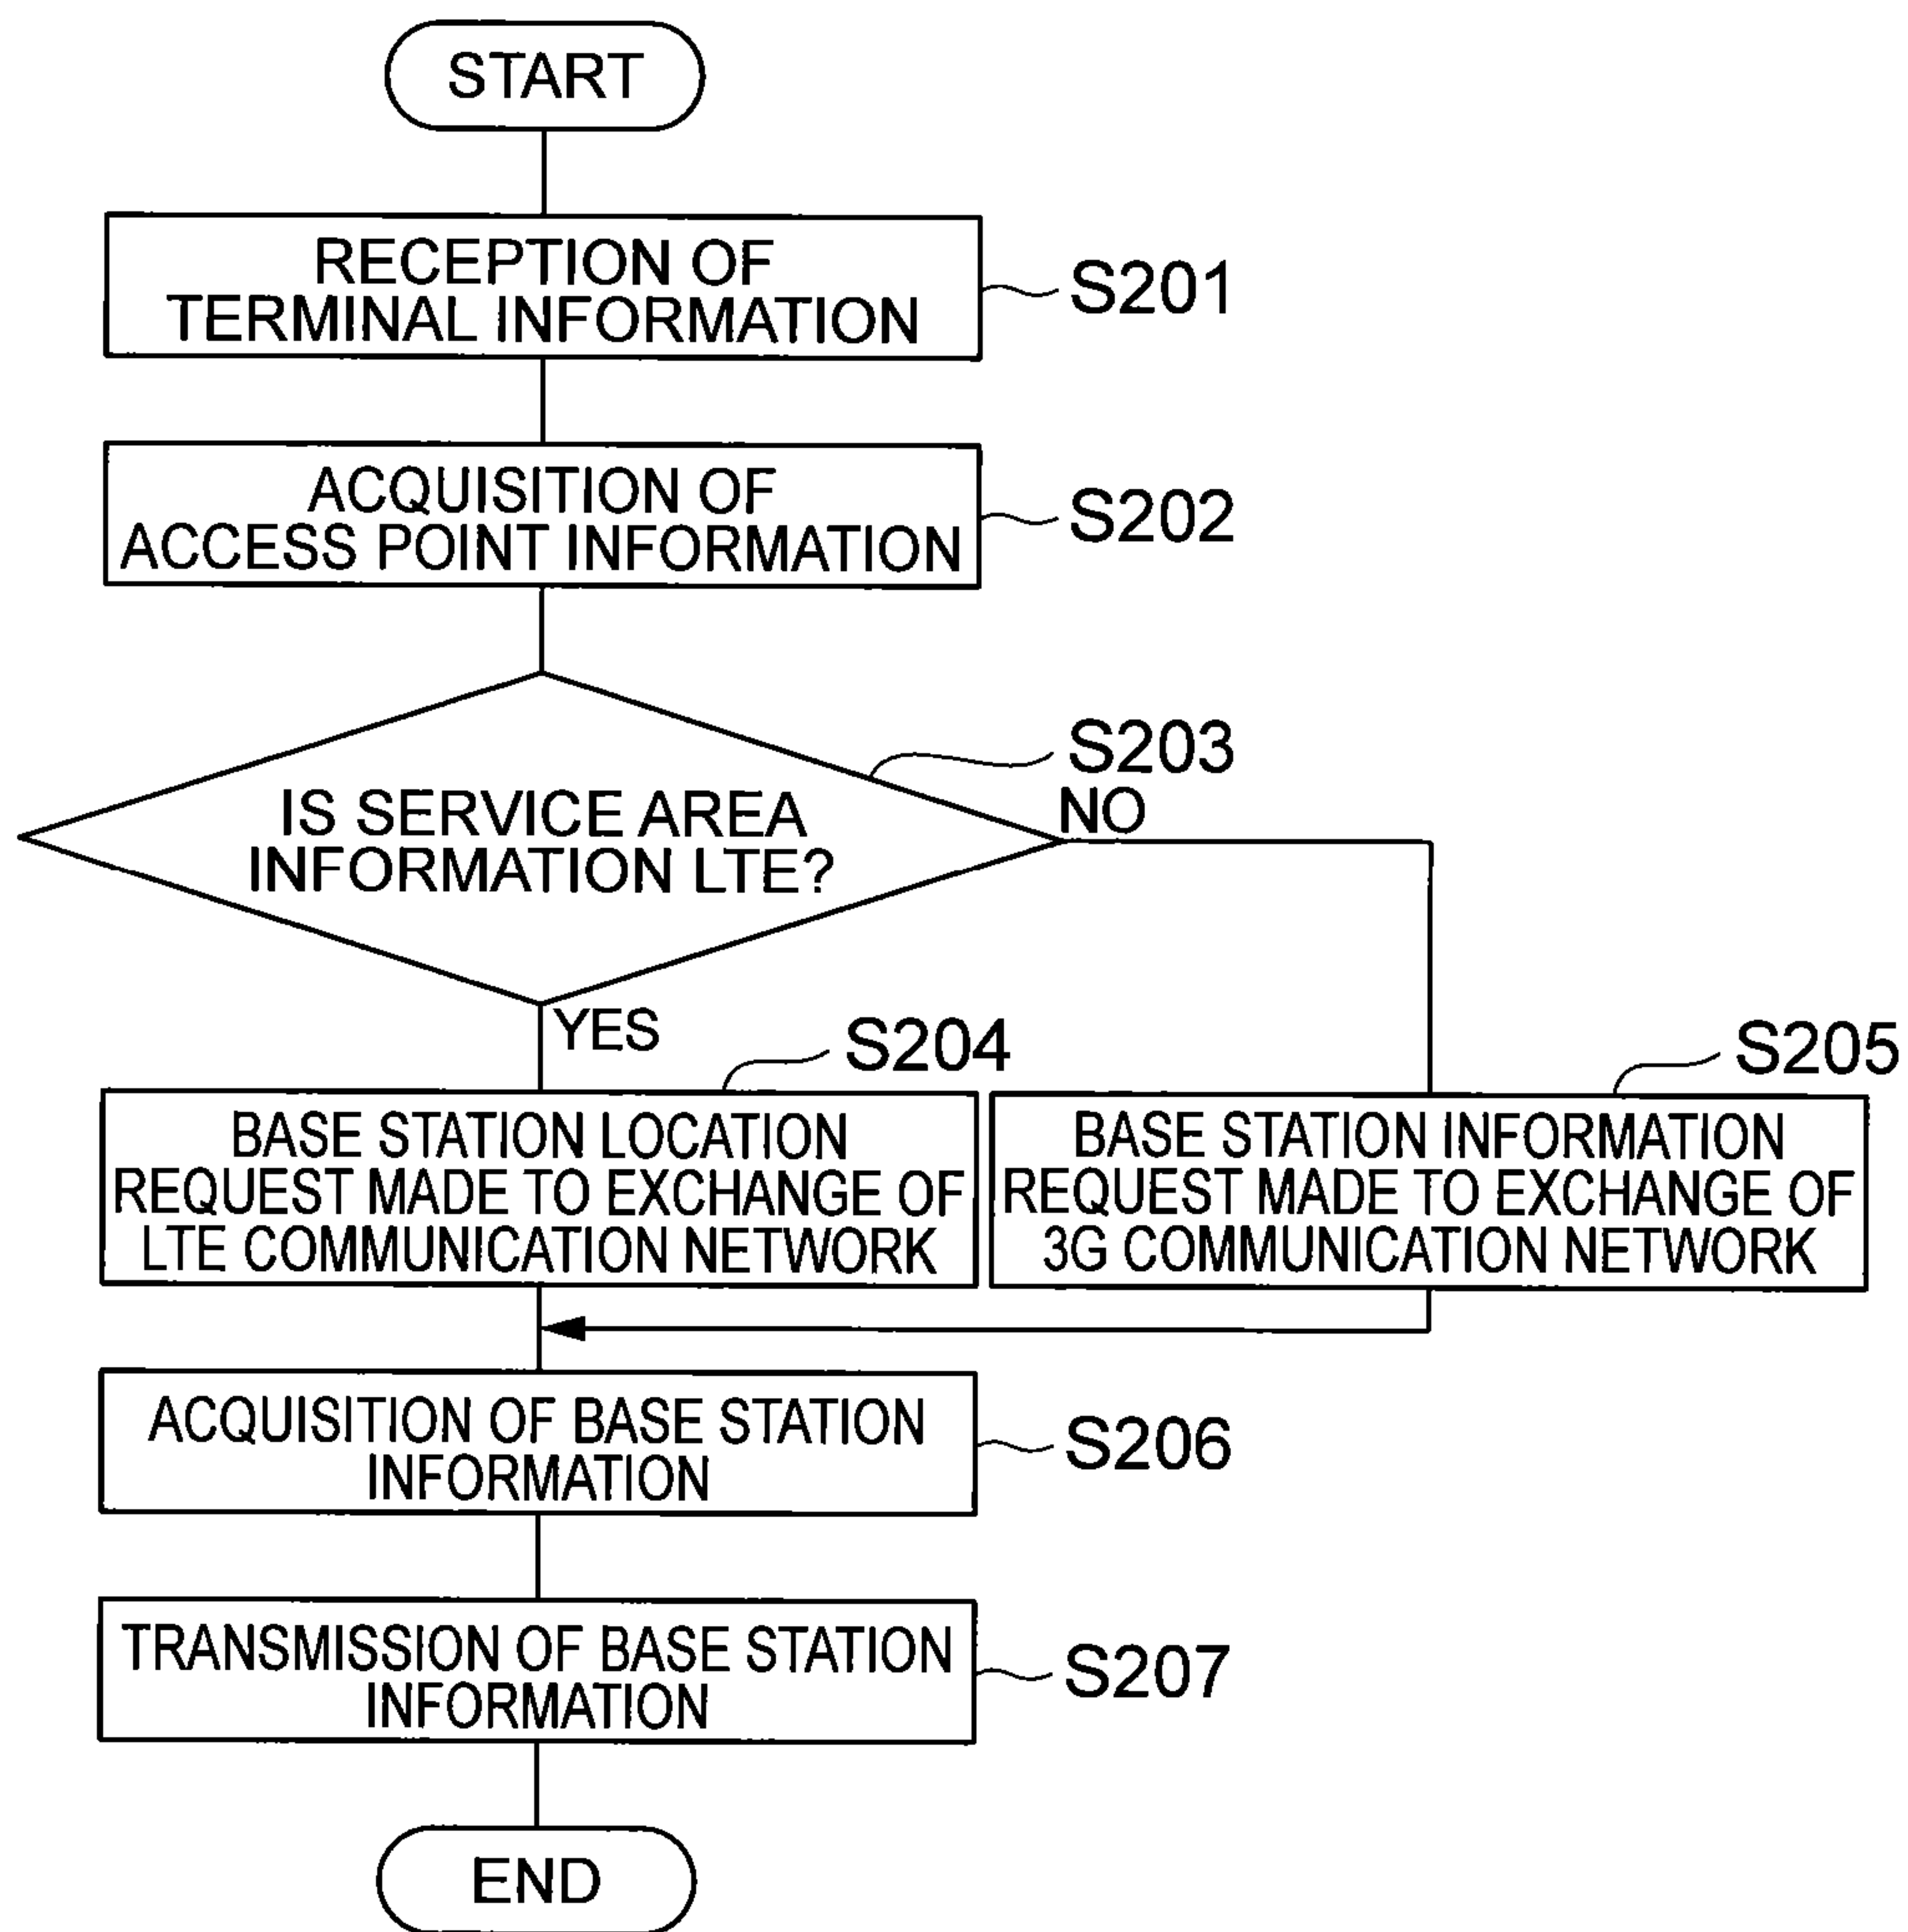 START
RECEPTION OF
TERMINAL INFORMATION
S201
ACQUISITION OF
ACCESS POINT INFORMATION
S202
S203
IS SERVICE AREA
INFORMATION LTE?
NO
YES
S204
BASE STATION LOCATION
REQUEST MADE TO EXCHANGE OF
LTE COMMUNICATION NETWORK
S205
BASE STATION INFORMATION
REQUEST MADE TO EXCHANGE OF
3G COMMUNICATION NETWORK
ACQUISITION OF BASE STATION
INFORMATION
S206
TRANSMISSION OF BASE STATION
INFORMATION
S207
END